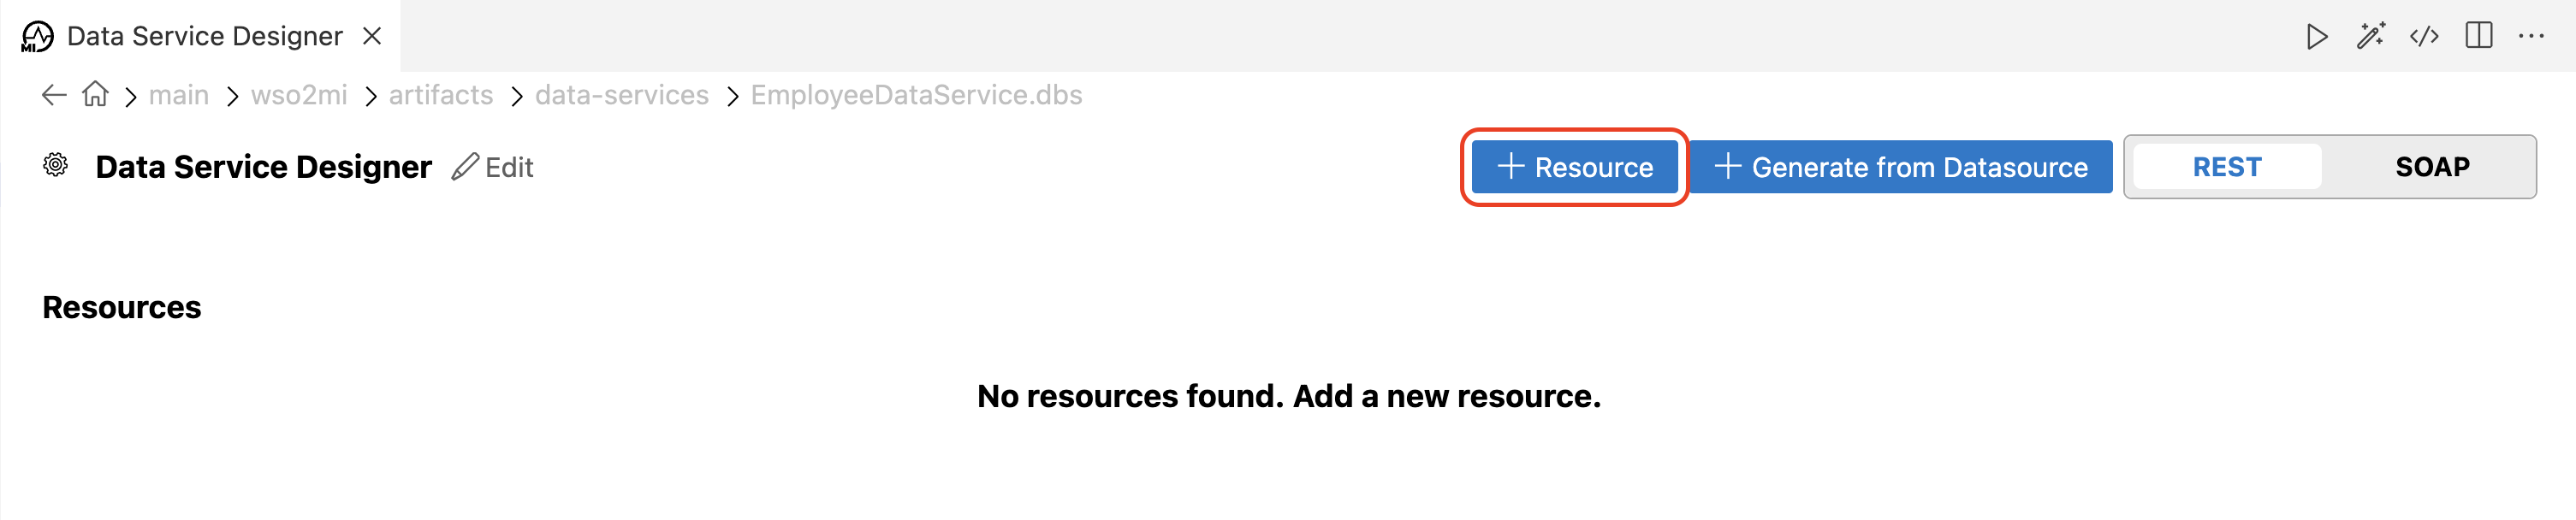 MI Data Service Designer
main > wso2mi > artifacts > data-services > EmployeeDataService.dbs
Data Service Designer Edit + Resource + Generate from Datasource REST SOAP
Resources
No resources found. Add a new resource.